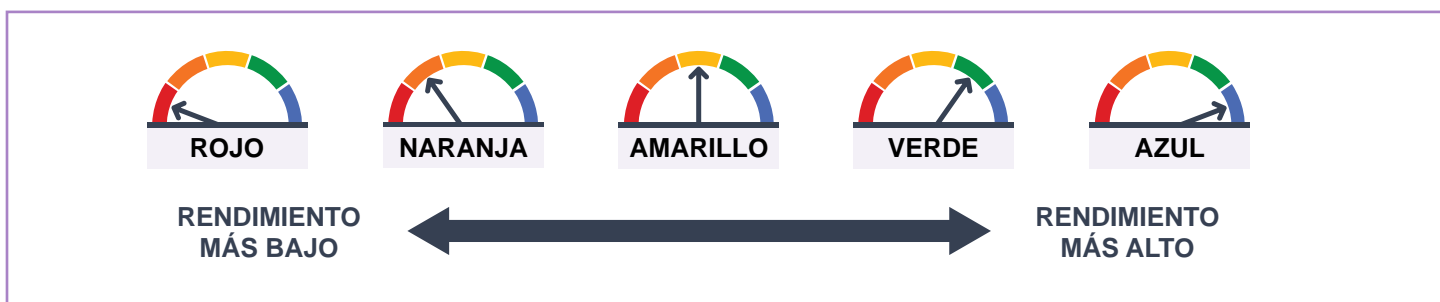 ROJO
NARANJA
AMARILLO
VERDE
AZUL
RENDIMIENTO
MÁS BAJO
RENDIMIENTO
MÁS ALTO